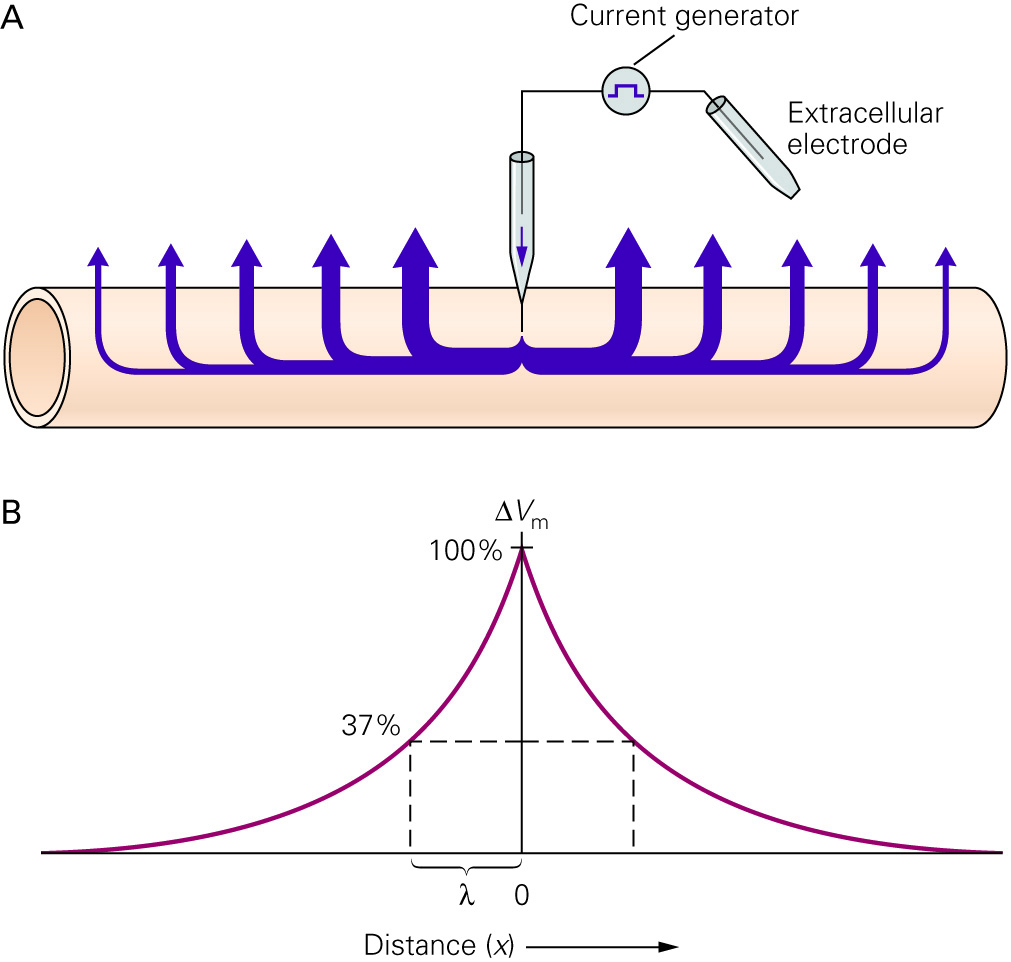 A
Current generator
Extracellular
electrode
B
ΔVm
100%
37%
λ
0
Distance (x)